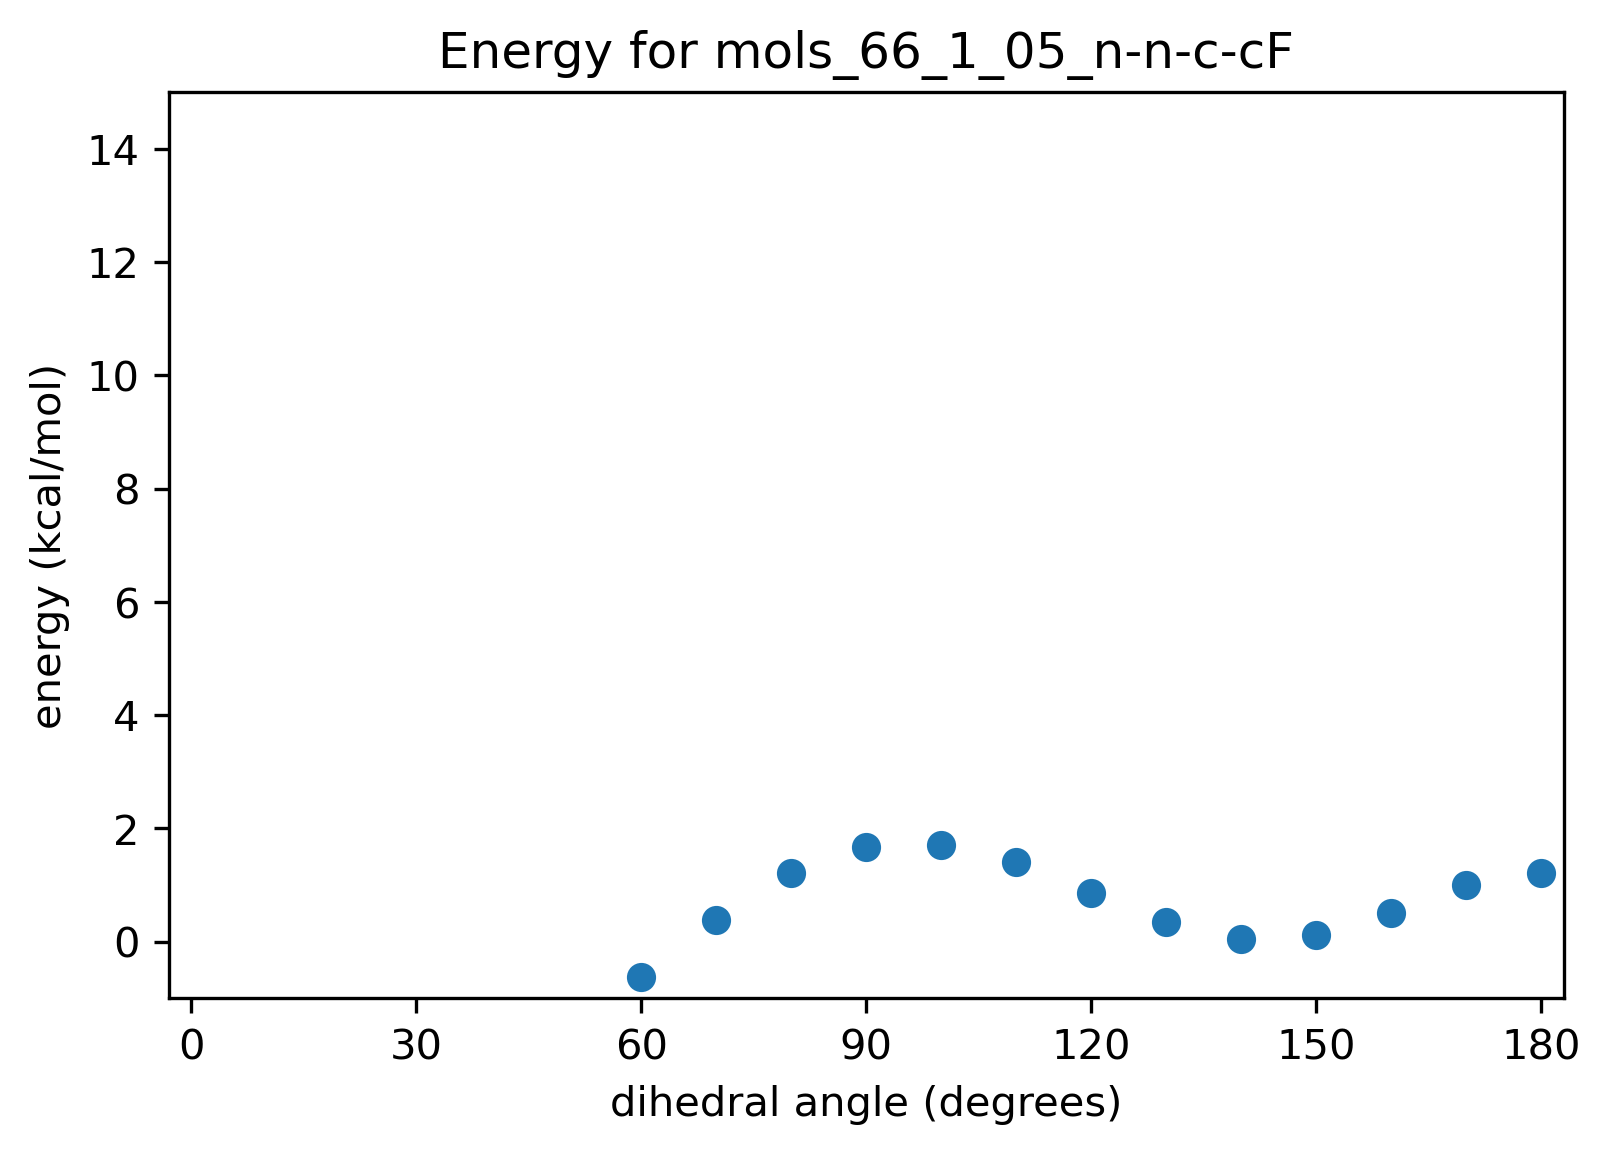 Energy for mols_66_1_05_n-n-c-cF
14
12
10
8
6
4
2
0
energy (kcal/mol)
0 30 60 90 120 150 180
dihedral angle (degrees)